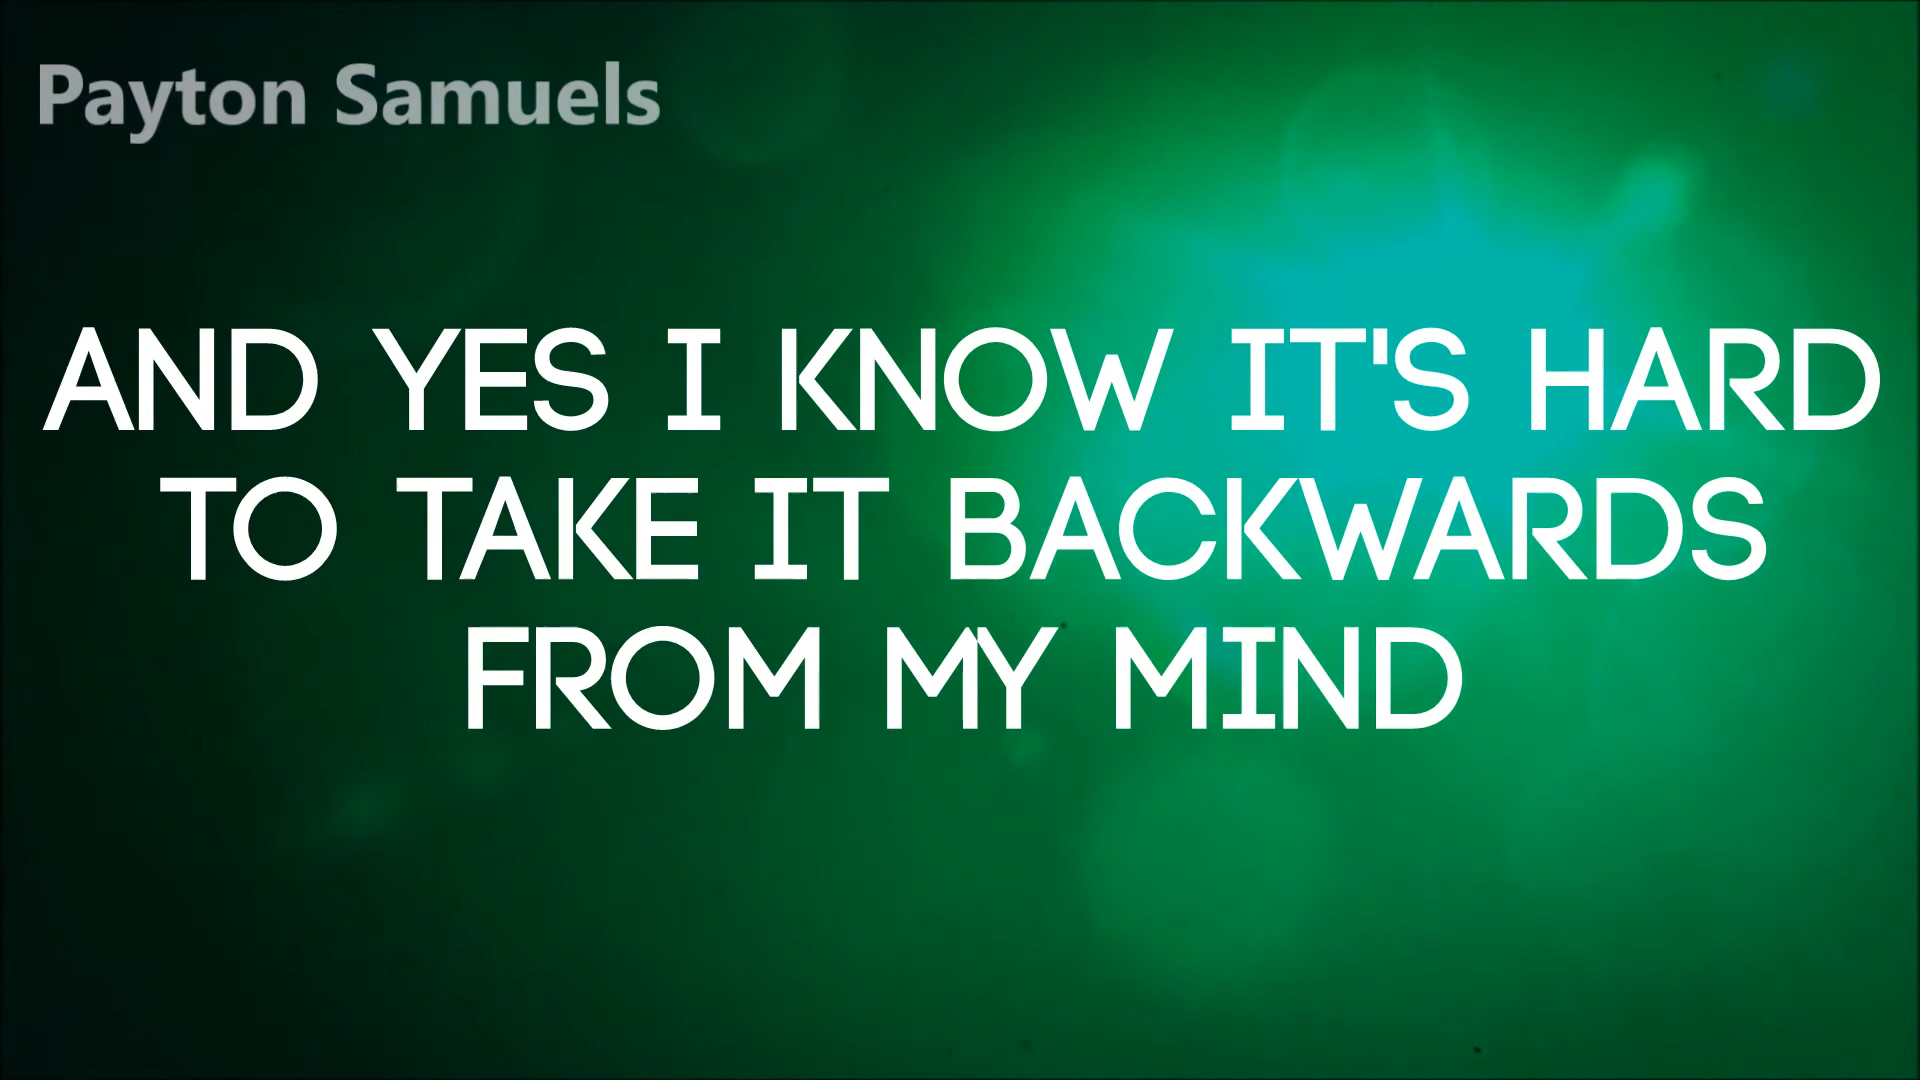 Payton Samuels
AND YES I KNOW IT'S HARD
TO TAKE IT BACKWARDS
FROM MY MIND